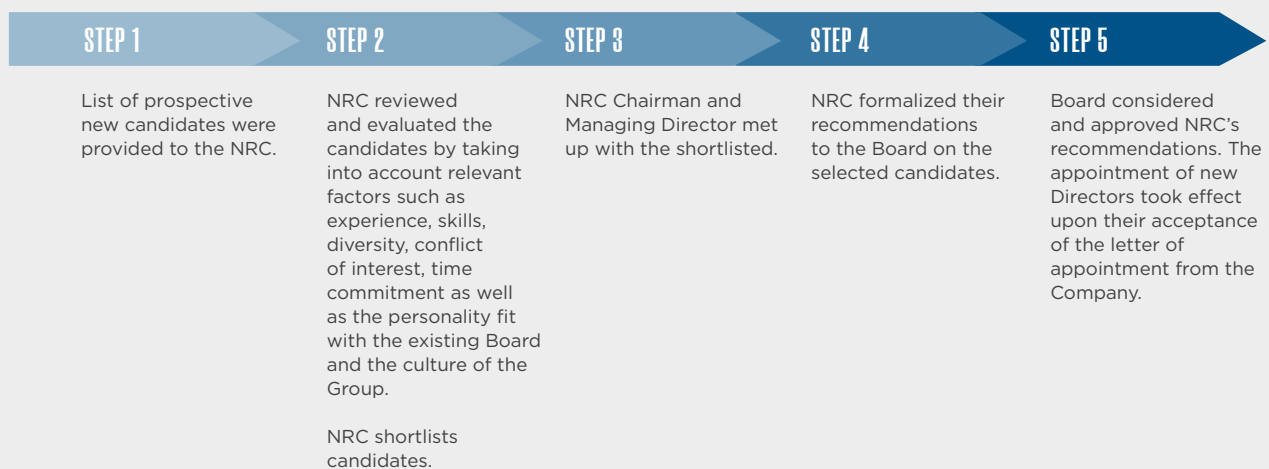 STEP 1
List of prospective
new candidates were
provided to the NRC.
STEP 2
NRC reviewed
and evaluated the
candidates by taking
into account relevant
factors such as
experience, skills,
diversity, conflict
of interest, time
commitment as well
as the personality fit
with the existing Board
and the culture of the
Group.
NRC shortlists
candidates.
STEP 3
NRC Chairman and
Managing Director met
up with the shortlisted.
STEP 4
NRC formalized their
recommendations
to the Board on the
selected candidates.
STEP 5
Board considered
and approved NRC’s
recommendations. The
appointment of new
Directors took effect
upon their acceptance
of the letter of
appointment from the
Company.